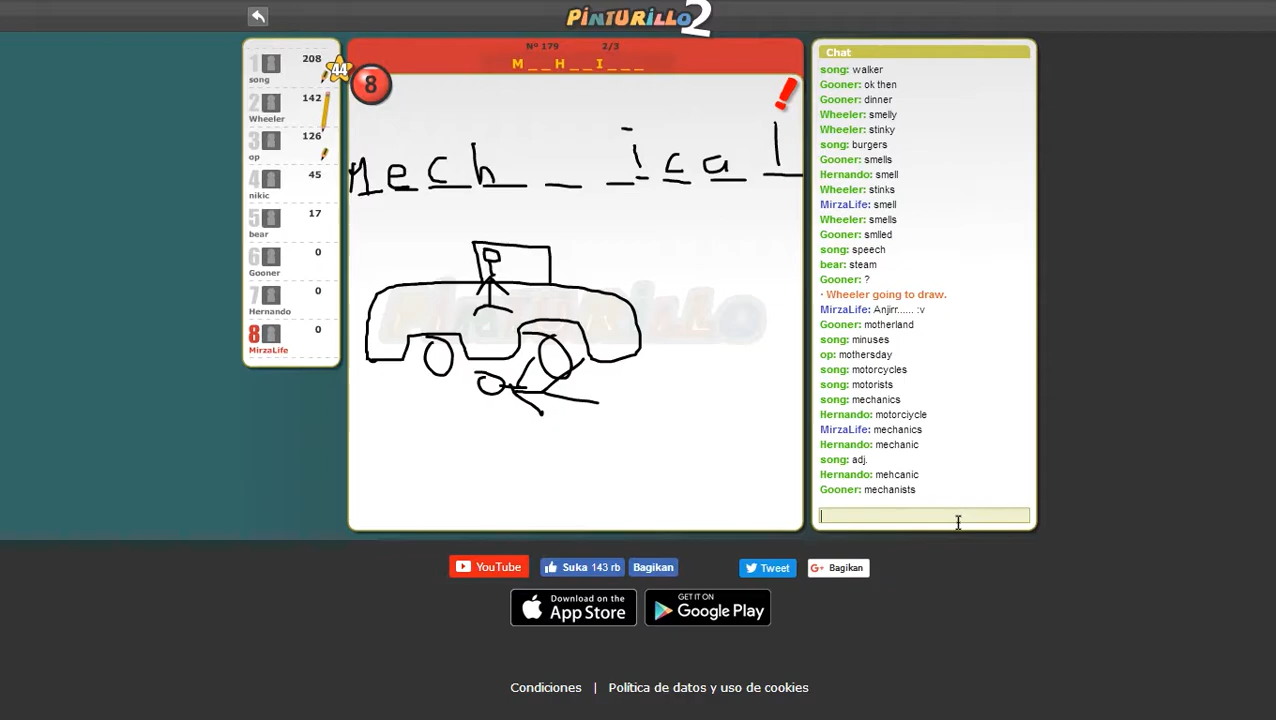 PINTURILLO 2
Nº 179 2/3
M _ _ H _ _ I _ _ _
8
44
1 song 208
2 Wheeler 142
3 op 126
4 nikic 45
5 bear 17
6 Gooner 0
7 Hernando 0
8 MirzaLife 0
Mech _ _ ical
Chat
song: walker
Gooner: ok then
Gooner: dinner
Wheeler: smelly
Wheeler: stinky
song: burgers
Gooner: smells
Hernando: smell
Wheeler: stinks
MirzaLife: smell
Wheeler: smells
Gooner: smlled
song: speech
bear: steam
Gooner: ?
· Wheeler going to draw.
MirzaLife: Anjirr...... :v
Gooner: motherland
song: minuses
op: mothersday
song: motorcycles
song: motorists
song: mechanics
Hernando: motorciycle
MirzaLife: mechanics
Hernando: mechanic
song: adj.
Hernando: mehcanic
Gooner: mechanists
YouTube
Suka 143 rb
Bagikan
Tweet
G+ Bagikan
Download on the App Store
GET IT ON Google Play
Condiciones | Política de datos y uso de cookies